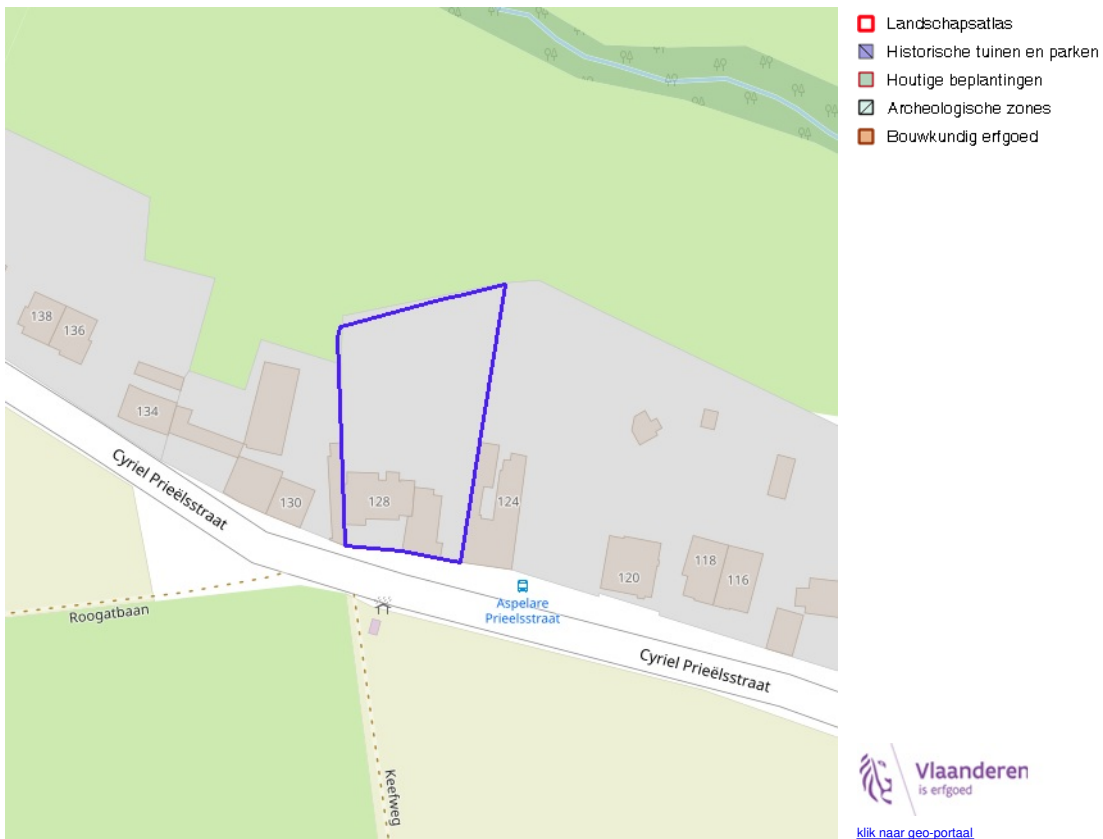 Landschapsatlas
Historische tuinen en parken
Houtige beplantingen
Archeologische zones
Bouwkundig erfgoed
138
136
134
130
128
124
120
118
116
Cyriel Prieëlsstraat
Aspelare
Prieelsstraat
Roogatbaan
Cyriel Prieëlsstraat
Keefweg
Vlaanderen
is erfgoed
klik naar geo-portaal